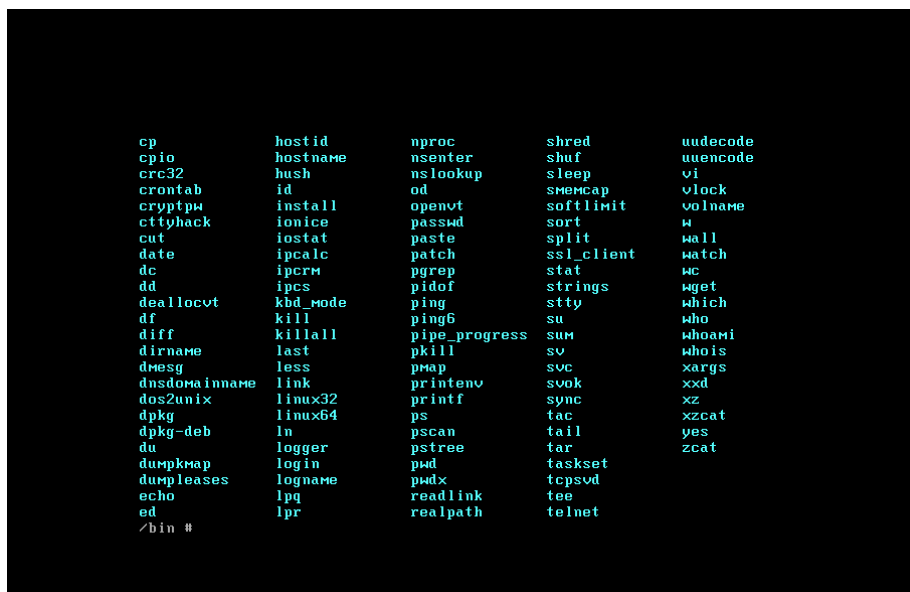 cp hostid nproc shred uudecode
cpio hostname nsenter shuf uuencode
crc32 hush nslookup sleep vi
crontab id od smemcap vlock
cryptpw install openvt softlimit volname
cttyhack ionice passwd sort w
cut iostat paste split wall
date ipcalc patch ssl_client watch
dc ipcrm pgrep stat wc
dd ipcs pidof strings wget
deallocvt kbd_mode ping stty which
df kill ping6 su who
diff killall pipe_progress sum whoami
dirname last pkill sv whois
dmesg less pmap svc xargs
dnsdomainname link printenv svok xxd
dos2unix linux32 printf sync xz
dpkg linux64 ps tac xzcat
dpkg-deb ln pscan tail yes
du logger pstree tar zcat
dumpkmap login pwd taskset
dumpleases logname pwdx tcpsvd
echo lpq readlink tee
ed lpr realpath telnet
/bin #